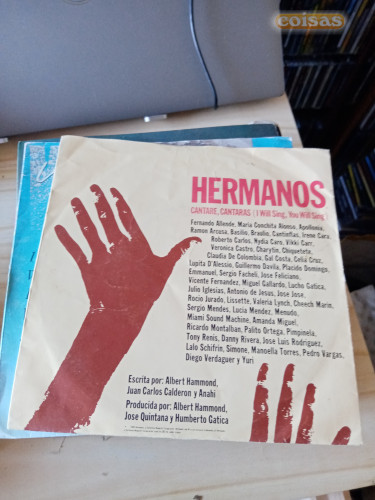 coisas
HERMANOS
CANTARE, CANTARAS (I Will Sing, You Will Sing)
Fernando Allende, Maria Conchita Alonso, Apollonia,
Ramon Arcusa, Basilio, Braulio, Cantinflas, Irene Cara,
Roberto Carlos, Nydia Caro, Vikki Carr,
Veronica Castro, Charytin, Chiquetete,
Claudia De Colombia, Gal Costa, Celia Cruz,
Lupita D'Alessio, Guillermo Davila, Placido Domingo,
Emmanuel, Sergio Fachelí, Jose Feliciano,
Vicente Fernandez, Miguel Gallardo, Lucho Gatica,
Julio Iglesias, Antonio de Jesus, Jose Jose,
Rocio Jurado, Lissette, Valeria Lynch, Cheech Marin,
Sergio Mendes, Lucia Mendez, Menudo,
Miami Sound Machine, Amanda Miguel,
Ricardo Montalban, Palito Ortega, Pimpinela,
Tony Renis, Danny Rivera, Jose Luis Rodriguez,
Lalo Schifrin, Simone, Manoella Torres, Pedro Vargas,
Diego Verdaguer y Yuri
Escrita por: Albert Hammond,
Juan Carlos Calderon y Anahi
Producida por: Albert Hammond,
Jose Quintana y Humberto Gatica